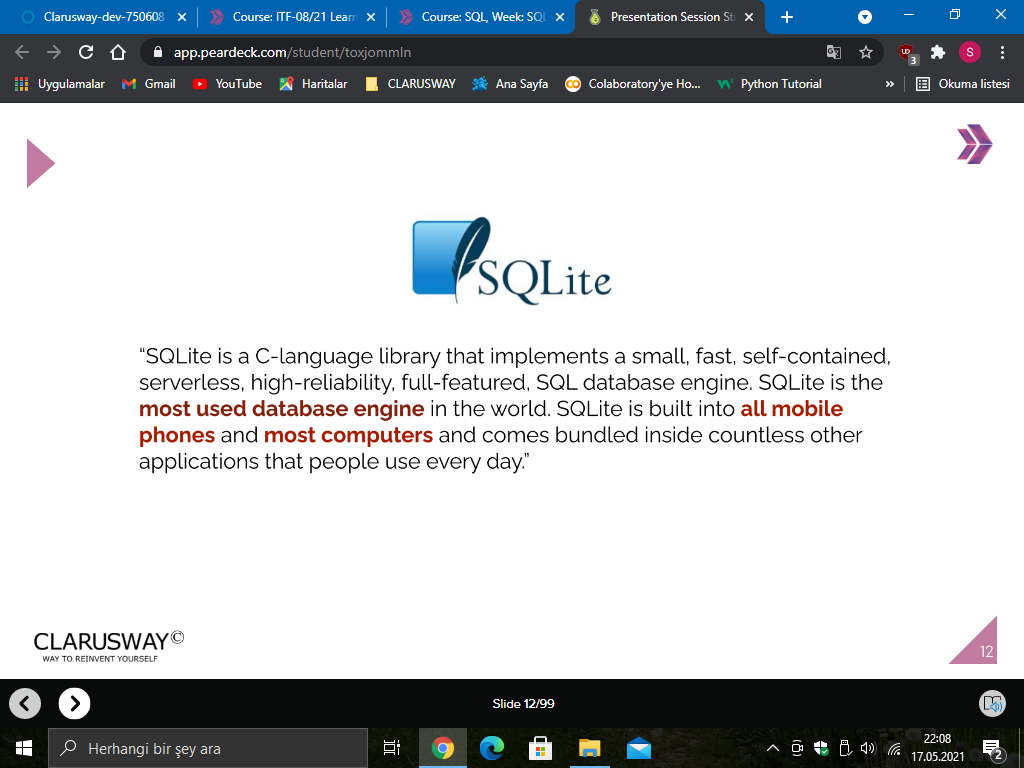 Clarusway-dev-750608
Course: ITF-08/21 Learn
Course: SQL, Week: SQL
Presentation Session St
app.peardeck.com/student/toxjommln
UD
3
S
Uygulamalar
Gmail
YouTube
Haritalar
CLARUSWAY
Ana Sayfa
Colaboratory'ye Ho...
Python Tutorial
»
Okuma listesi
SQLite
“SQLite is a C-language library that implements a small, fast, self-contained,
serverless, high-reliability, full-featured, SQL database engine. SQLite is the
most used database engine in the world. SQLite is built into all mobile
phones and most computers and comes bundled inside countless other
applications that people use every day.”
CLARUSWAY©
WAY TO REINVENT YOURSELF
12
Slide 12/99
Herhangi bir şey ara
22:08
17.05.2021
2